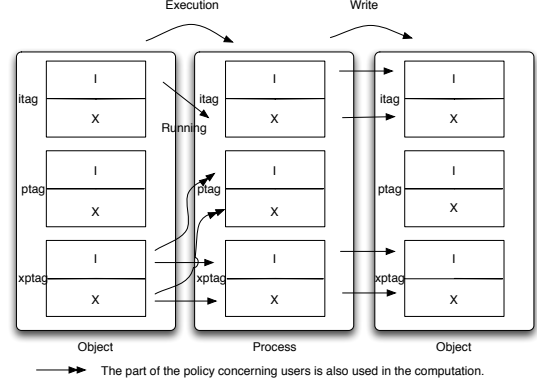 Execution Write
I I I
itag itag itag
X X X
Running
I I I
ptag ptag ptag
X X X
I I I
xptag xptag xptag
X X X
Object Process Object
The part of the policy concerning users is also used in the computation.